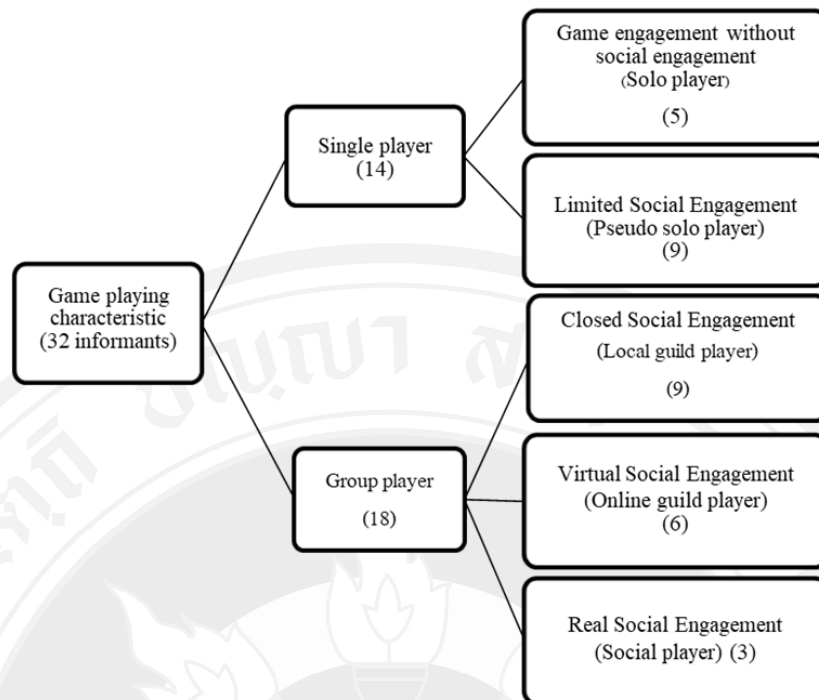 Game playing
characteristic
(32 informants)
Single player
(14)
Group player
(18)
Game engagement without
social engagement
(Solo player)
(5)
Limited Social Engagement
(Pseudo solo player)
(9)
Closed Social Engagement
(Local guild player)
(9)
Virtual Social Engagement
(Online guild player)
(6)
Real Social Engagement
(Social player) (3)